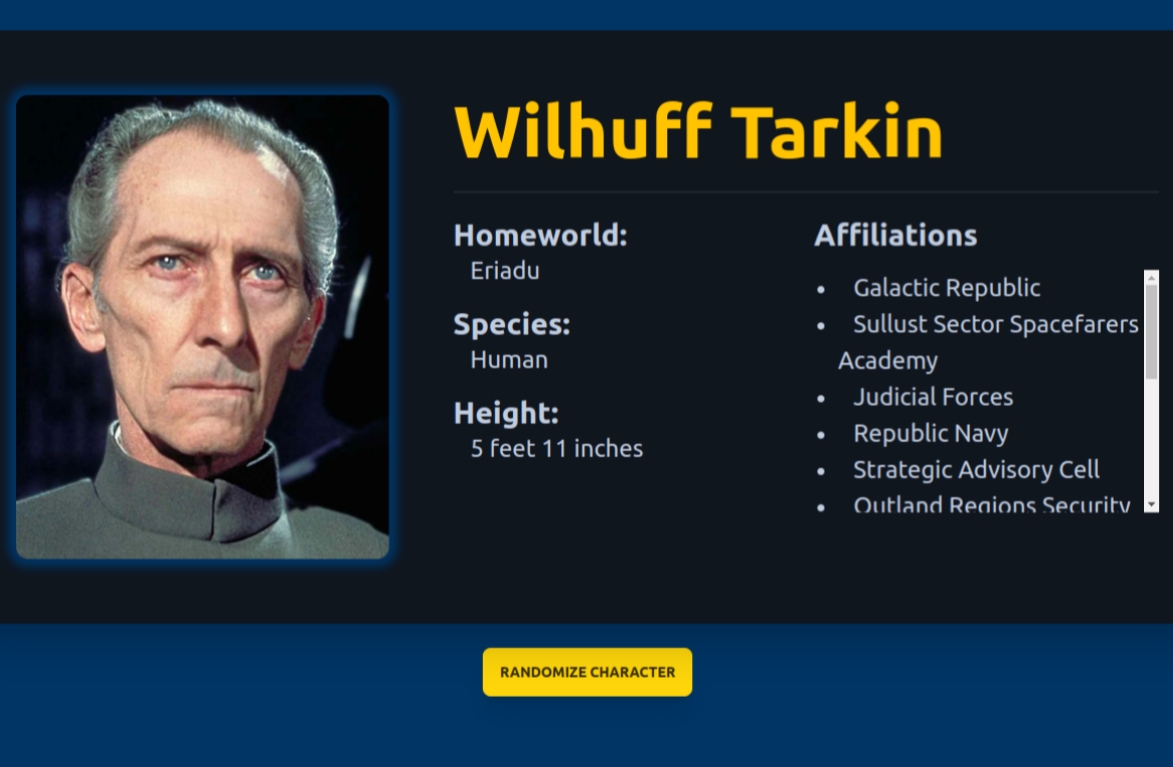 Wilhuff Tarkin
Homeworld:
Eriadu
Species:
Human
Height:
5 feet 11 inches
Affiliations
• Galactic Republic
• Sullust Sector Spacefarers
Academy
• Judicial Forces
• Republic Navy
• Strategic Advisory Cell
• Outland Regions Security
RANDOMIZE CHARACTER